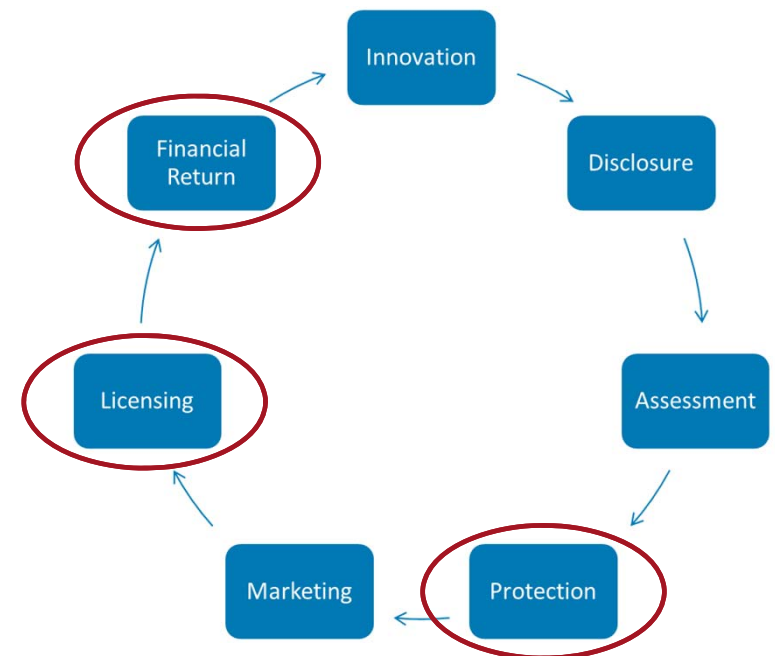 Innovation
Disclosure
Assessment
Protection
Marketing
Licensing
Financial
Return